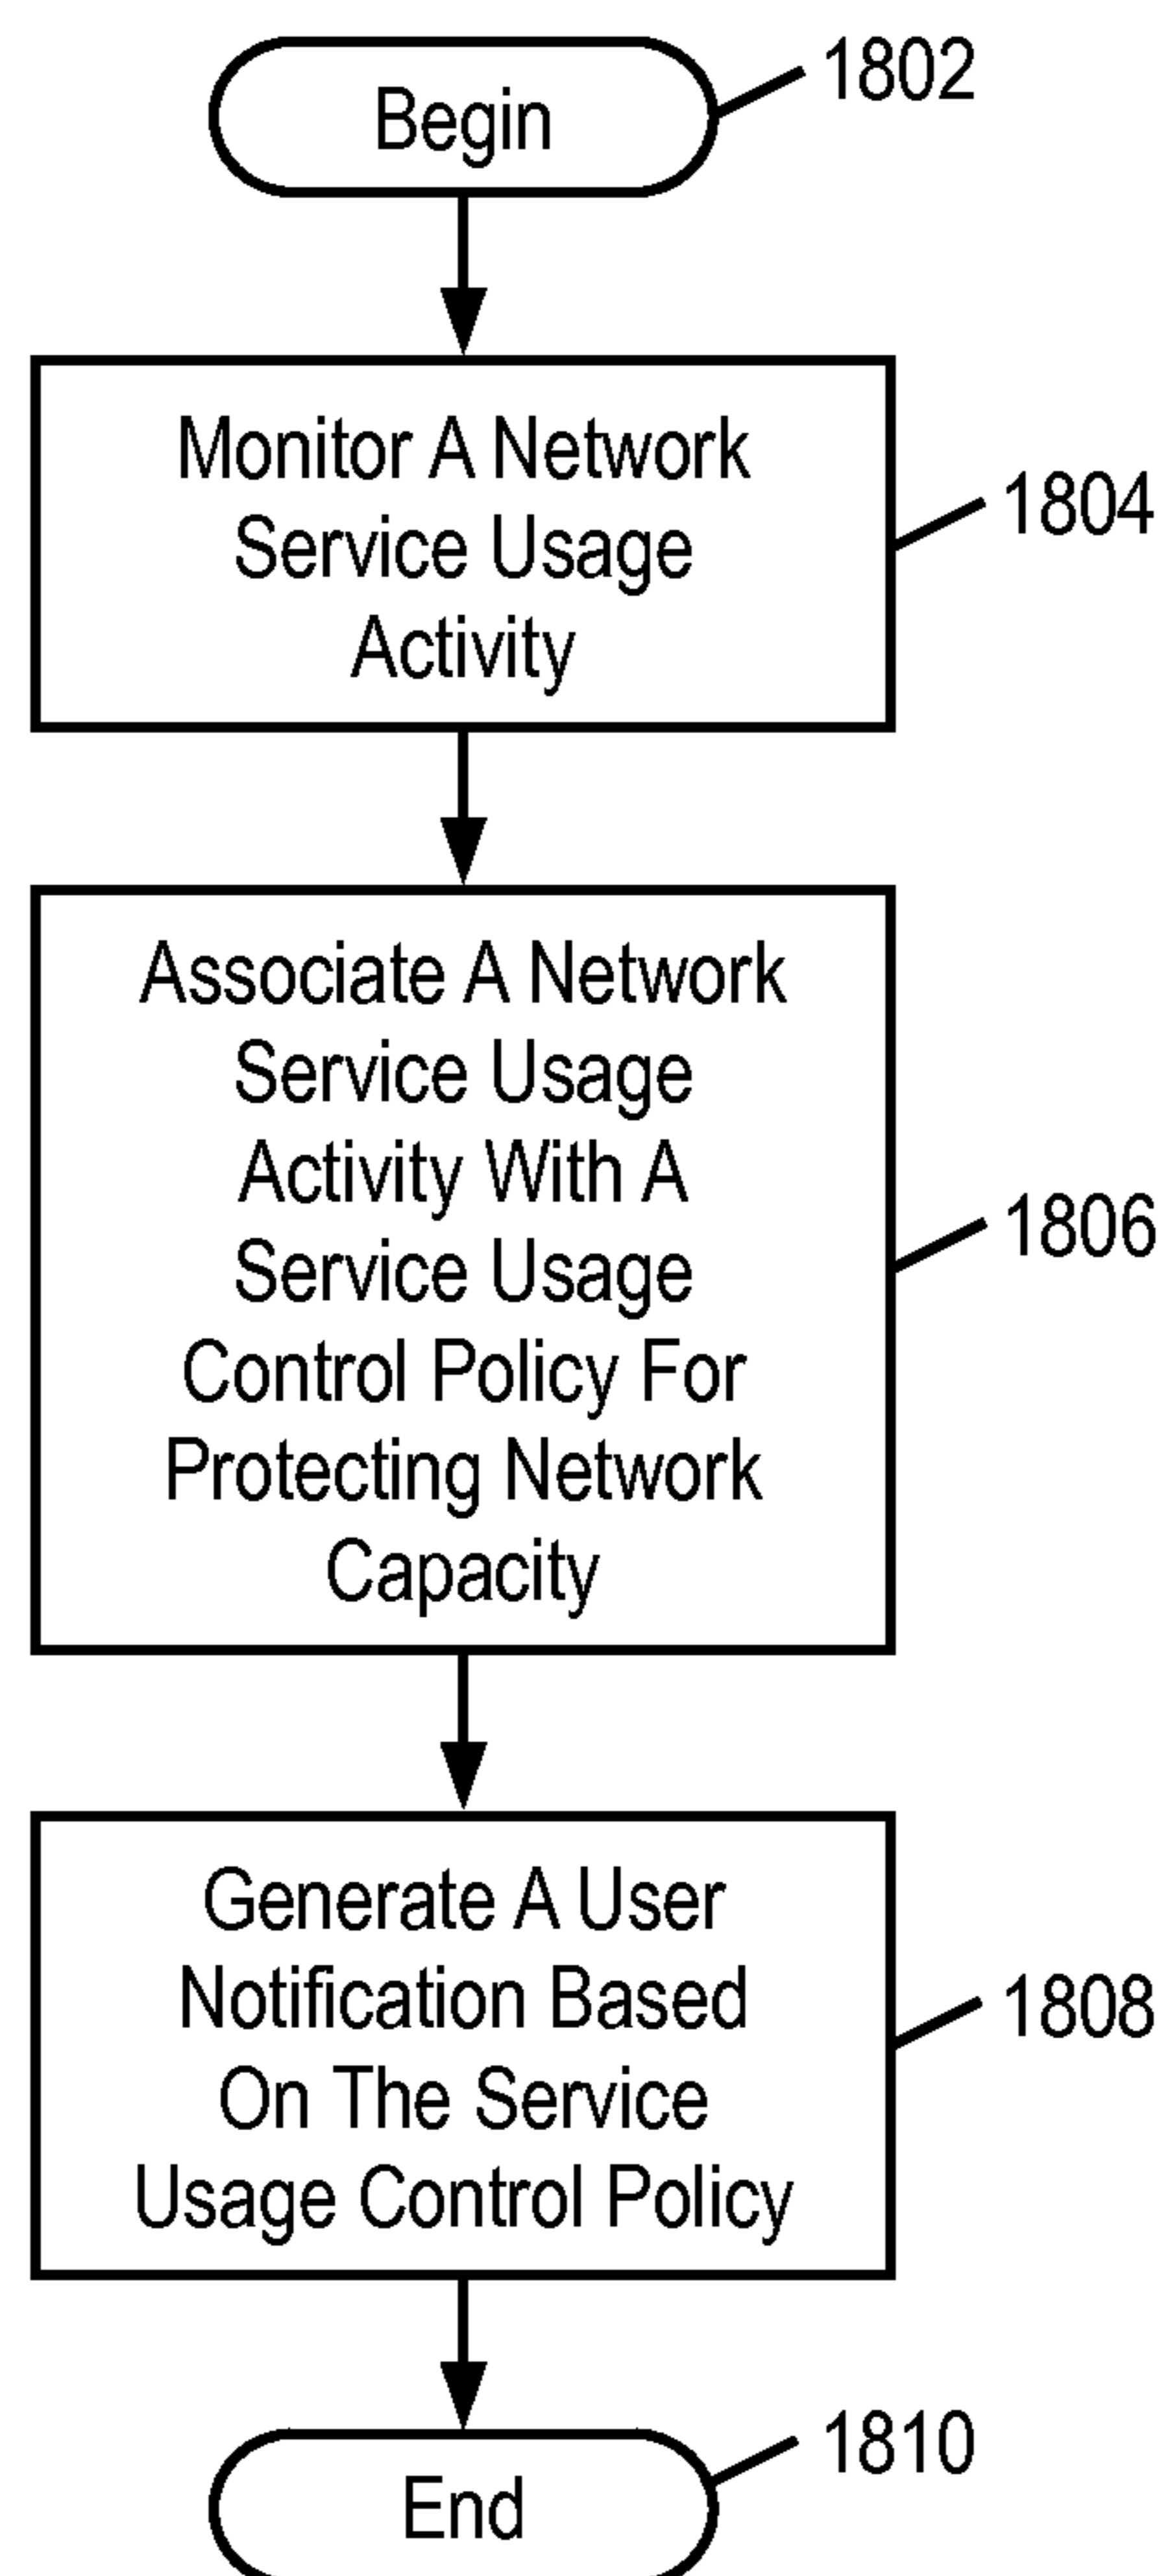 Begin
1802
Monitor A Network
Service Usage
Activity
1804
Associate A Network
Service Usage
Activity With A
Service Usage
Control Policy For
Protecting Network
Capacity
1806
Generate A User
Notification Based
On The Service
Usage Control Policy
1808
End
1810